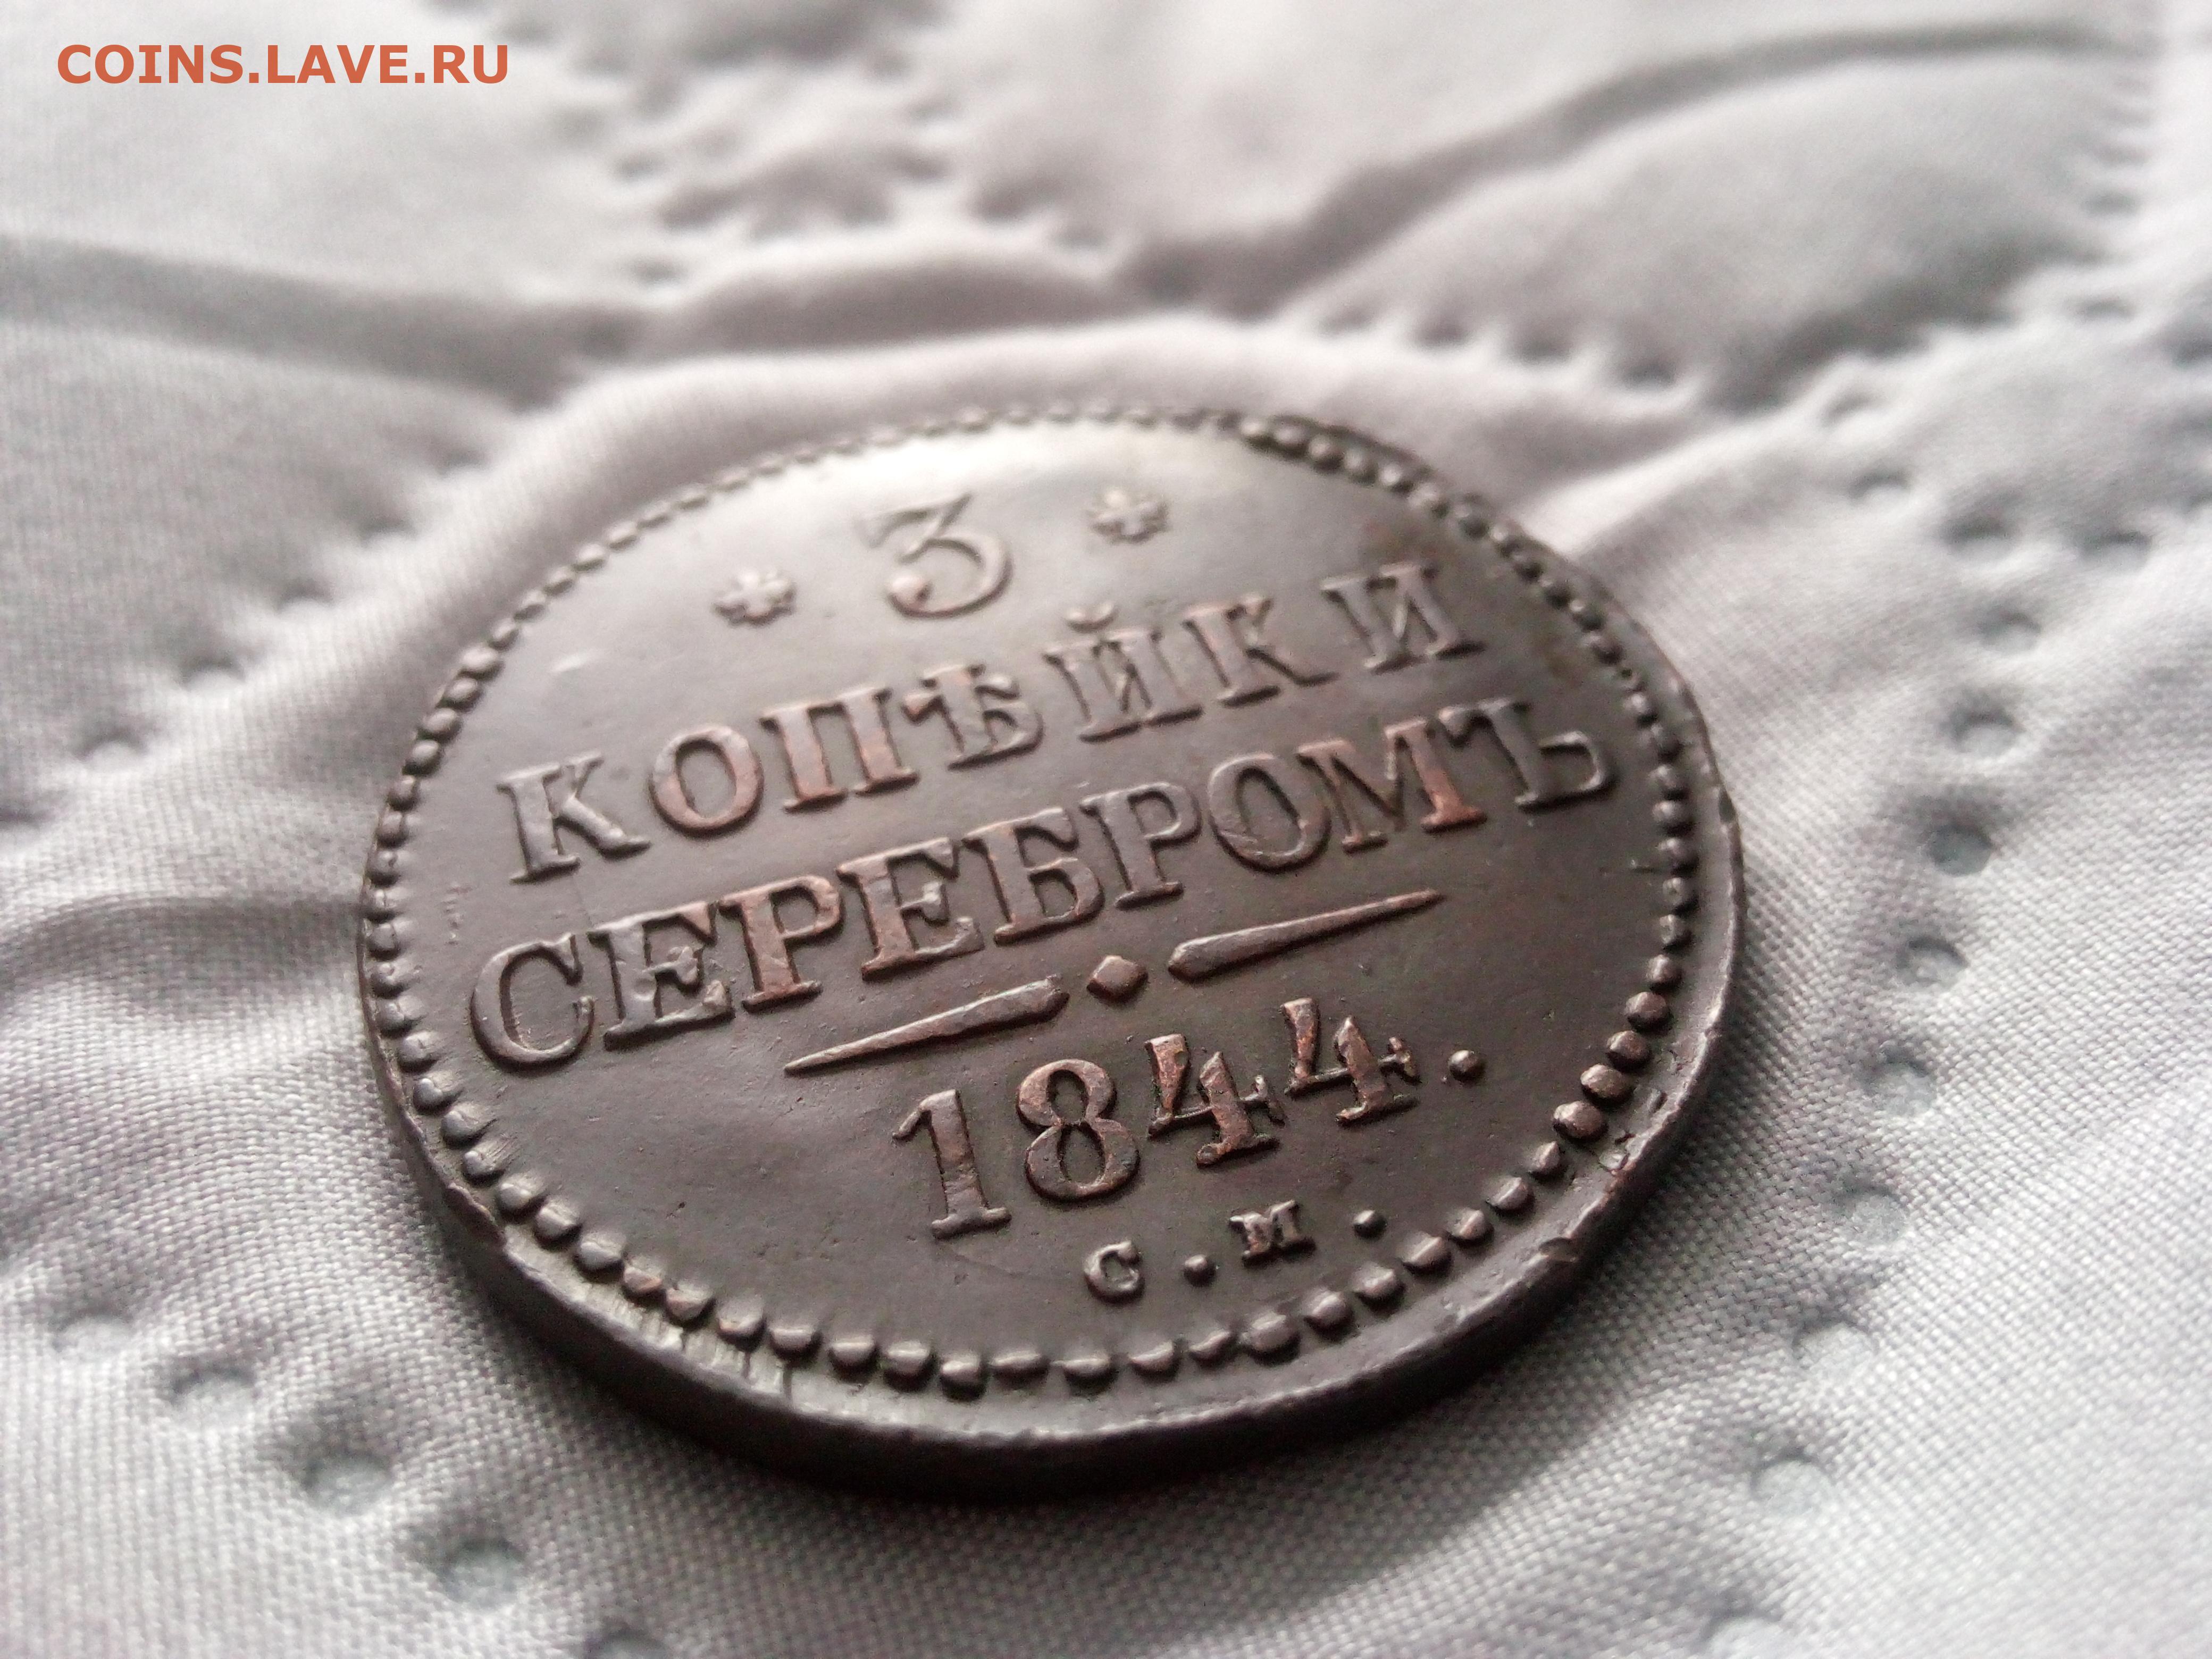 COINS.LAVE.RU
* 3 *
КОПѢЙКИ
СЕРЕБРОМЪ
1844.
С. М.